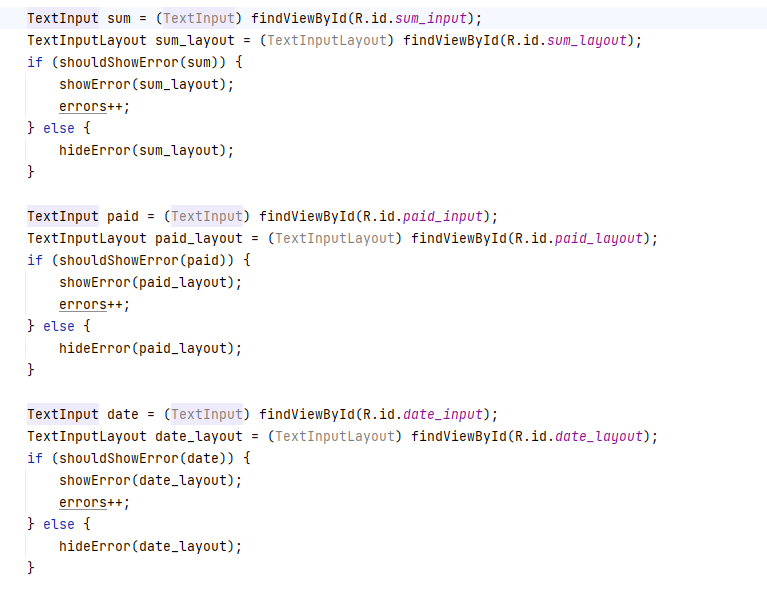 TextInput sum = (TextInput) findViewById(R.id.sum_input);
TextInputLayout sum_layout = (TextInputLayout) findViewById(R.id.sum_layout);
if (shouldShowError(sum)) {
    showError(sum_layout);
    errors++;
} else {
    hideError(sum_layout);
}

TextInput paid = (TextInput) findViewById(R.id.paid_input);
TextInputLayout paid_layout = (TextInputLayout) findViewById(R.id.paid_layout);
if (shouldShowError(paid)) {
    showError(paid_layout);
    errors++;
} else {
    hideError(paid_layout);
}

TextInput date = (TextInput) findViewById(R.id.date_input);
TextInputLayout date_layout = (TextInputLayout) findViewById(R.id.date_layout);
if (shouldShowError(date)) {
    showError(date_layout);
    errors++;
} else {
    hideError(date_layout);
}